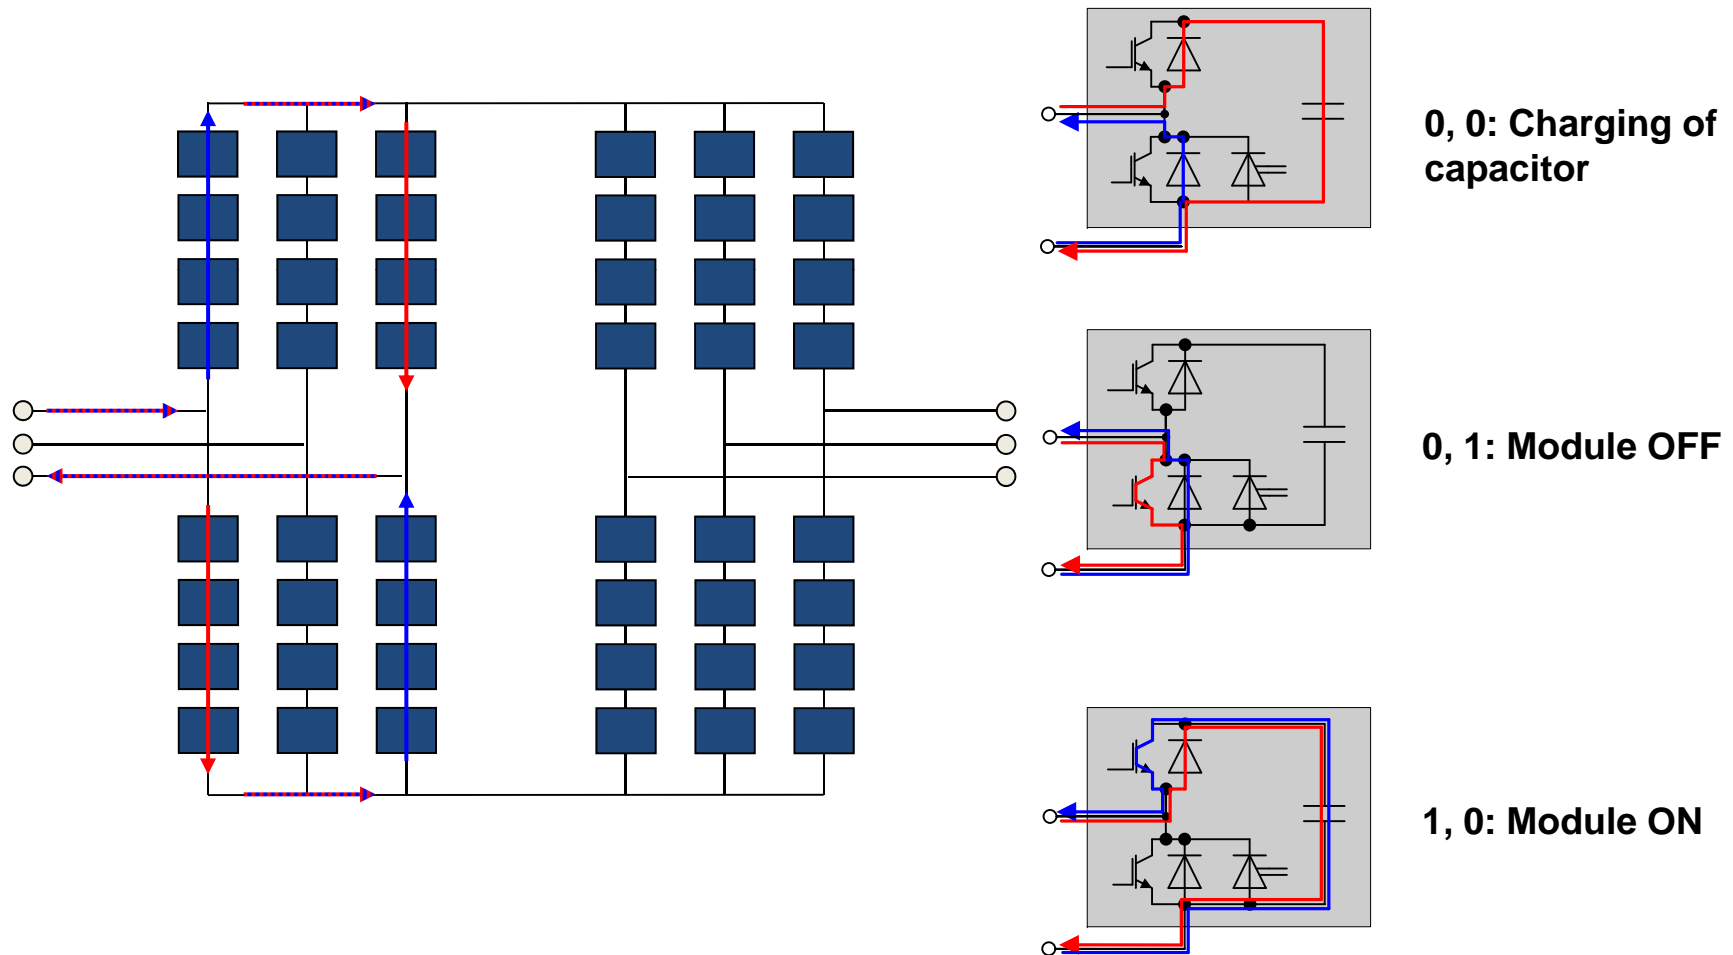 0, 0: Charging of
capacitor
0, 1: Module OFF
1, 0: Module ON